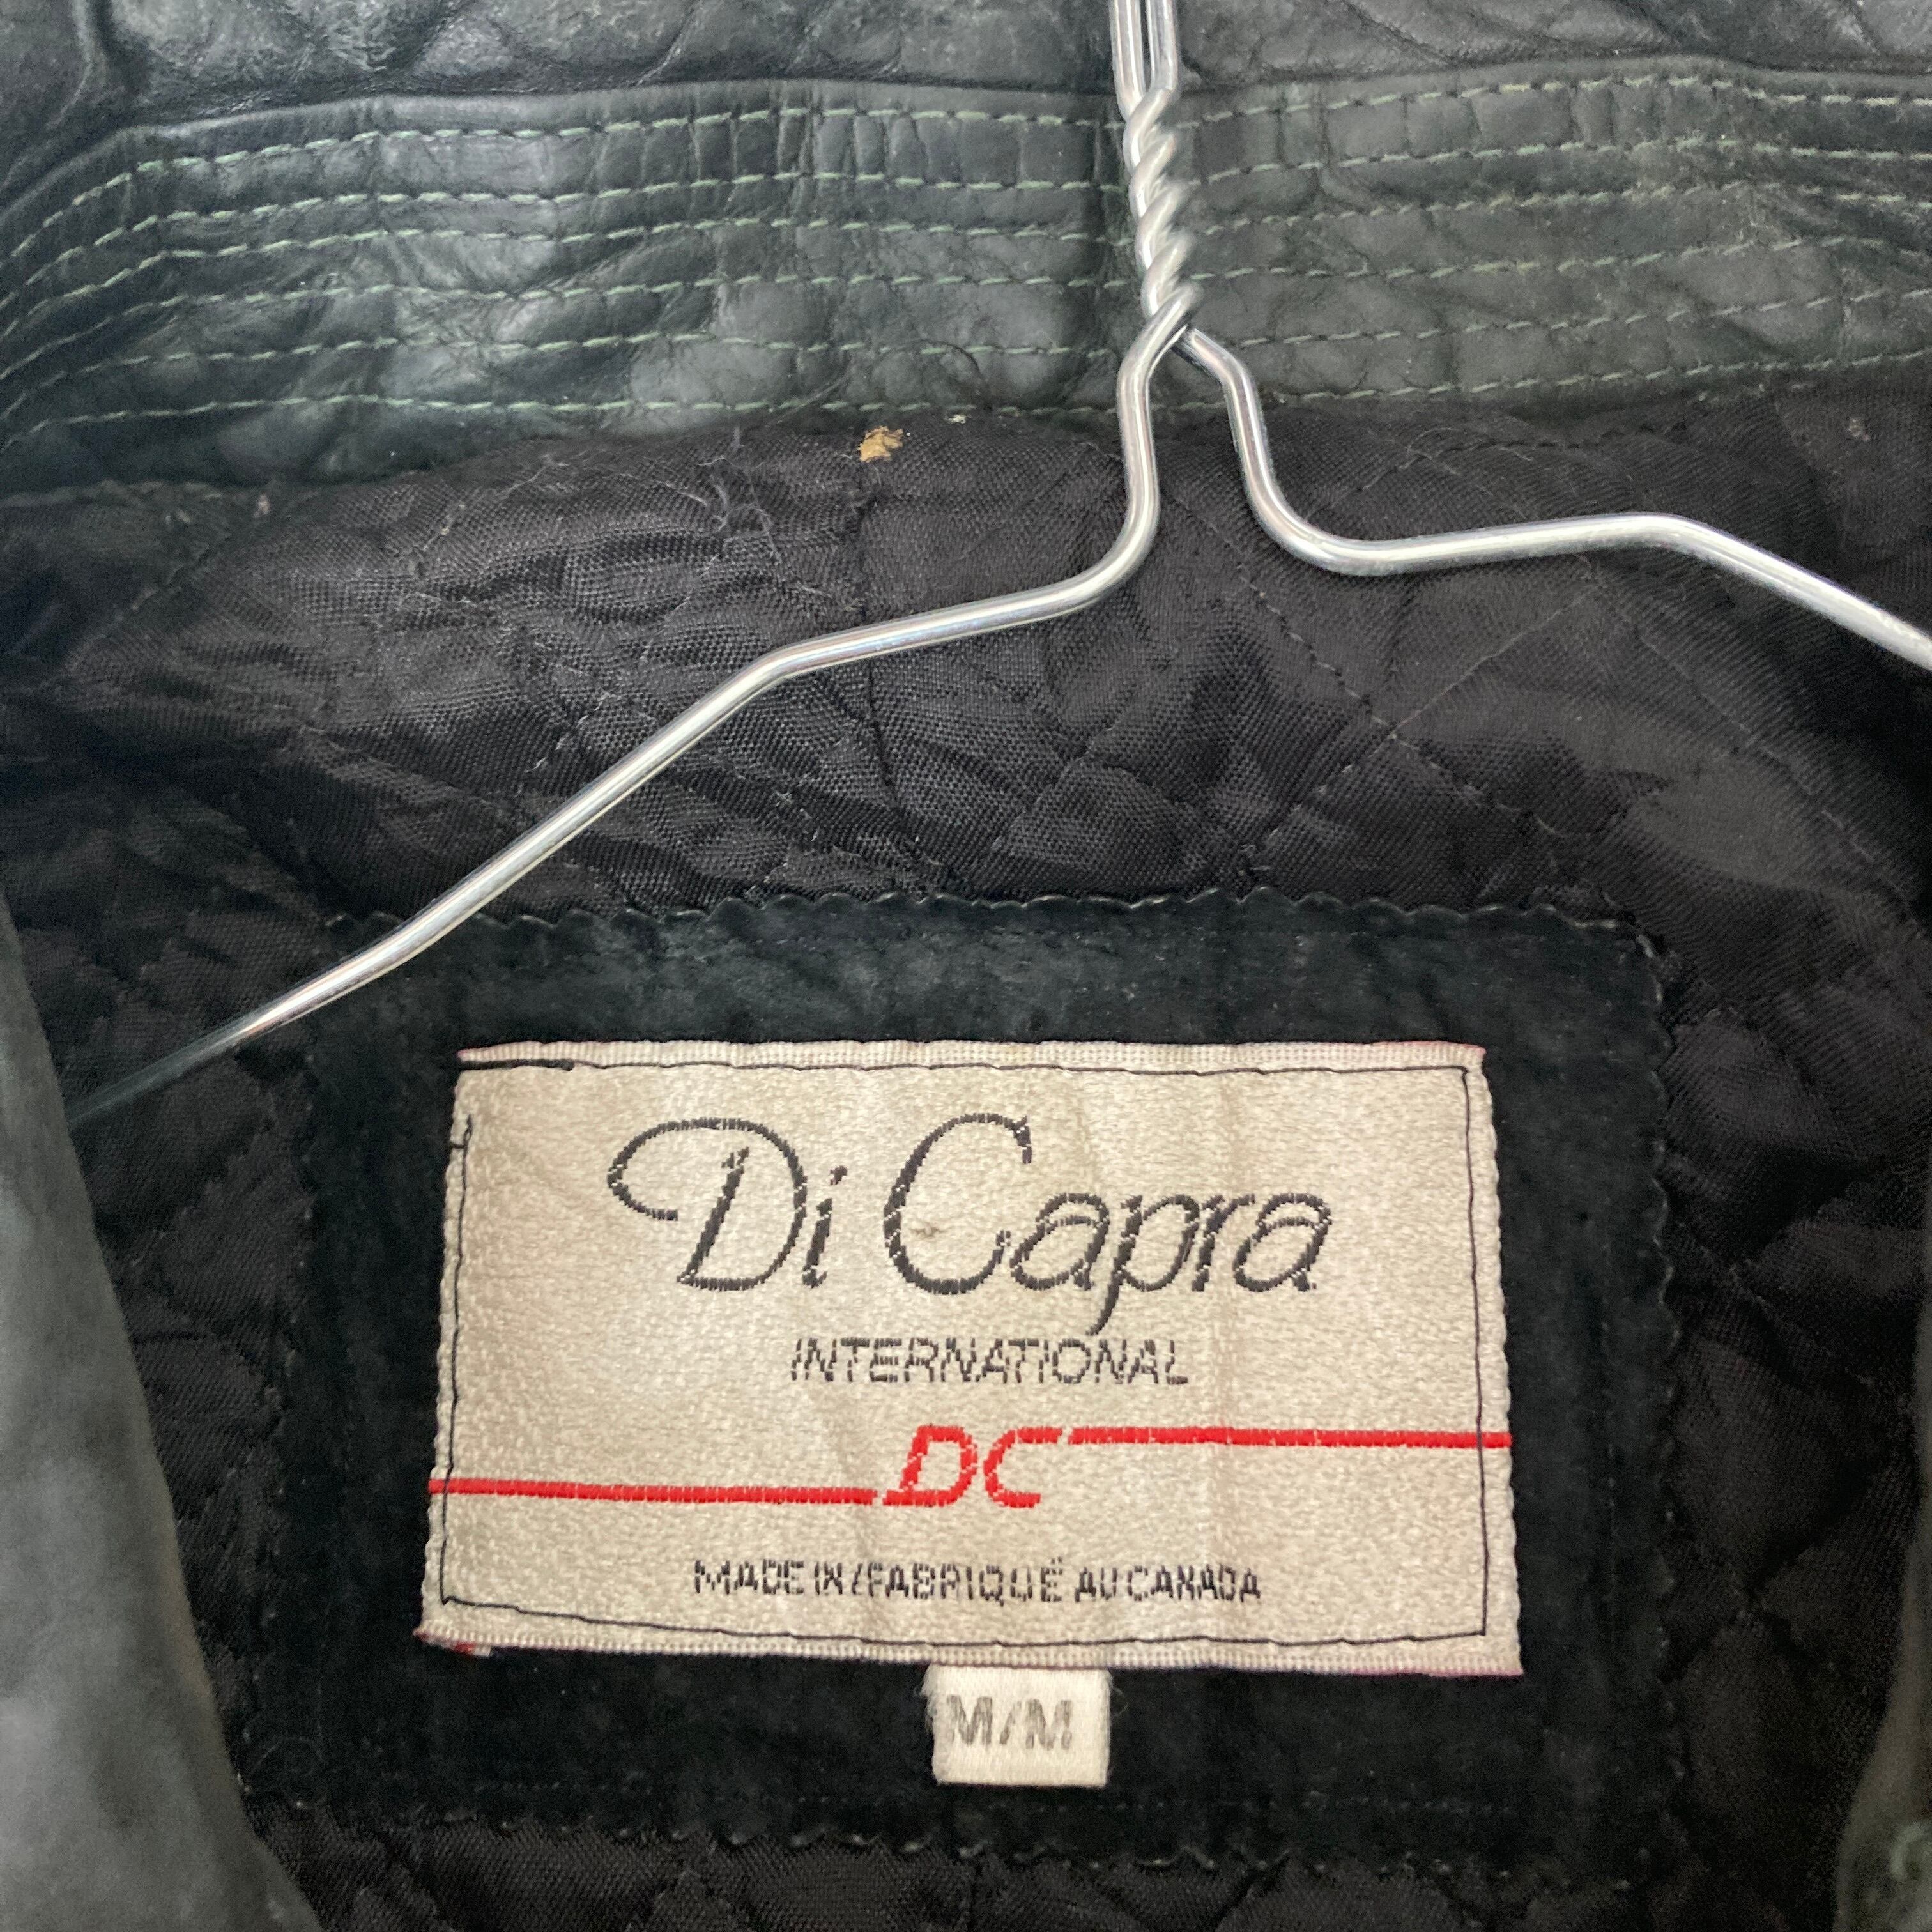 Di Capra
INTERNATIONAL
DC
MADE IN/FABRIQUÉ AU CANADA
M/M